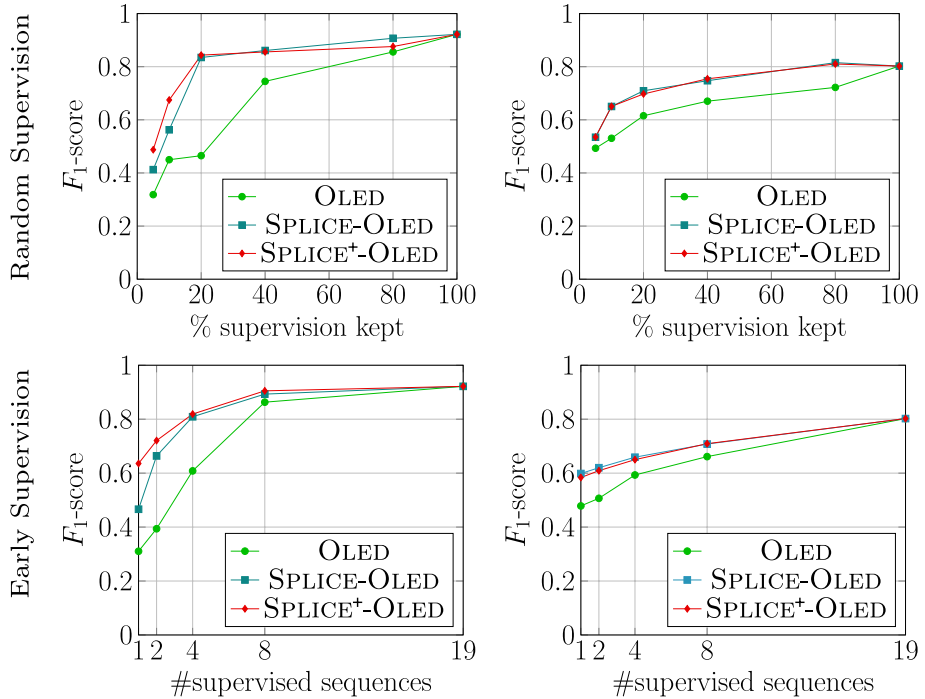 Random Supervision
F1-score
1
0.8
0.6
0.4
0.2
0
OLED
SPLICE-OLED
SPLICE+-OLED
0 20 40 60 80 100
% supervision kept
F1-score
1
0.8
0.6
0.4
0.2
0
OLED
SPLICE-OLED
SPLICE+-OLED
0 20 40 60 80 100
% supervision kept
Early Supervision
F1-score
1
0.8
0.6
0.4
0.2
0
OLED
SPLICE-OLED
SPLICE+-OLED
1 2 4 8 19
#supervised sequences
F1-score
1
0.8
0.6
0.4
0.2
0
OLED
SPLICE-OLED
SPLICE+-OLED
1 2 4 8 19
#supervised sequences